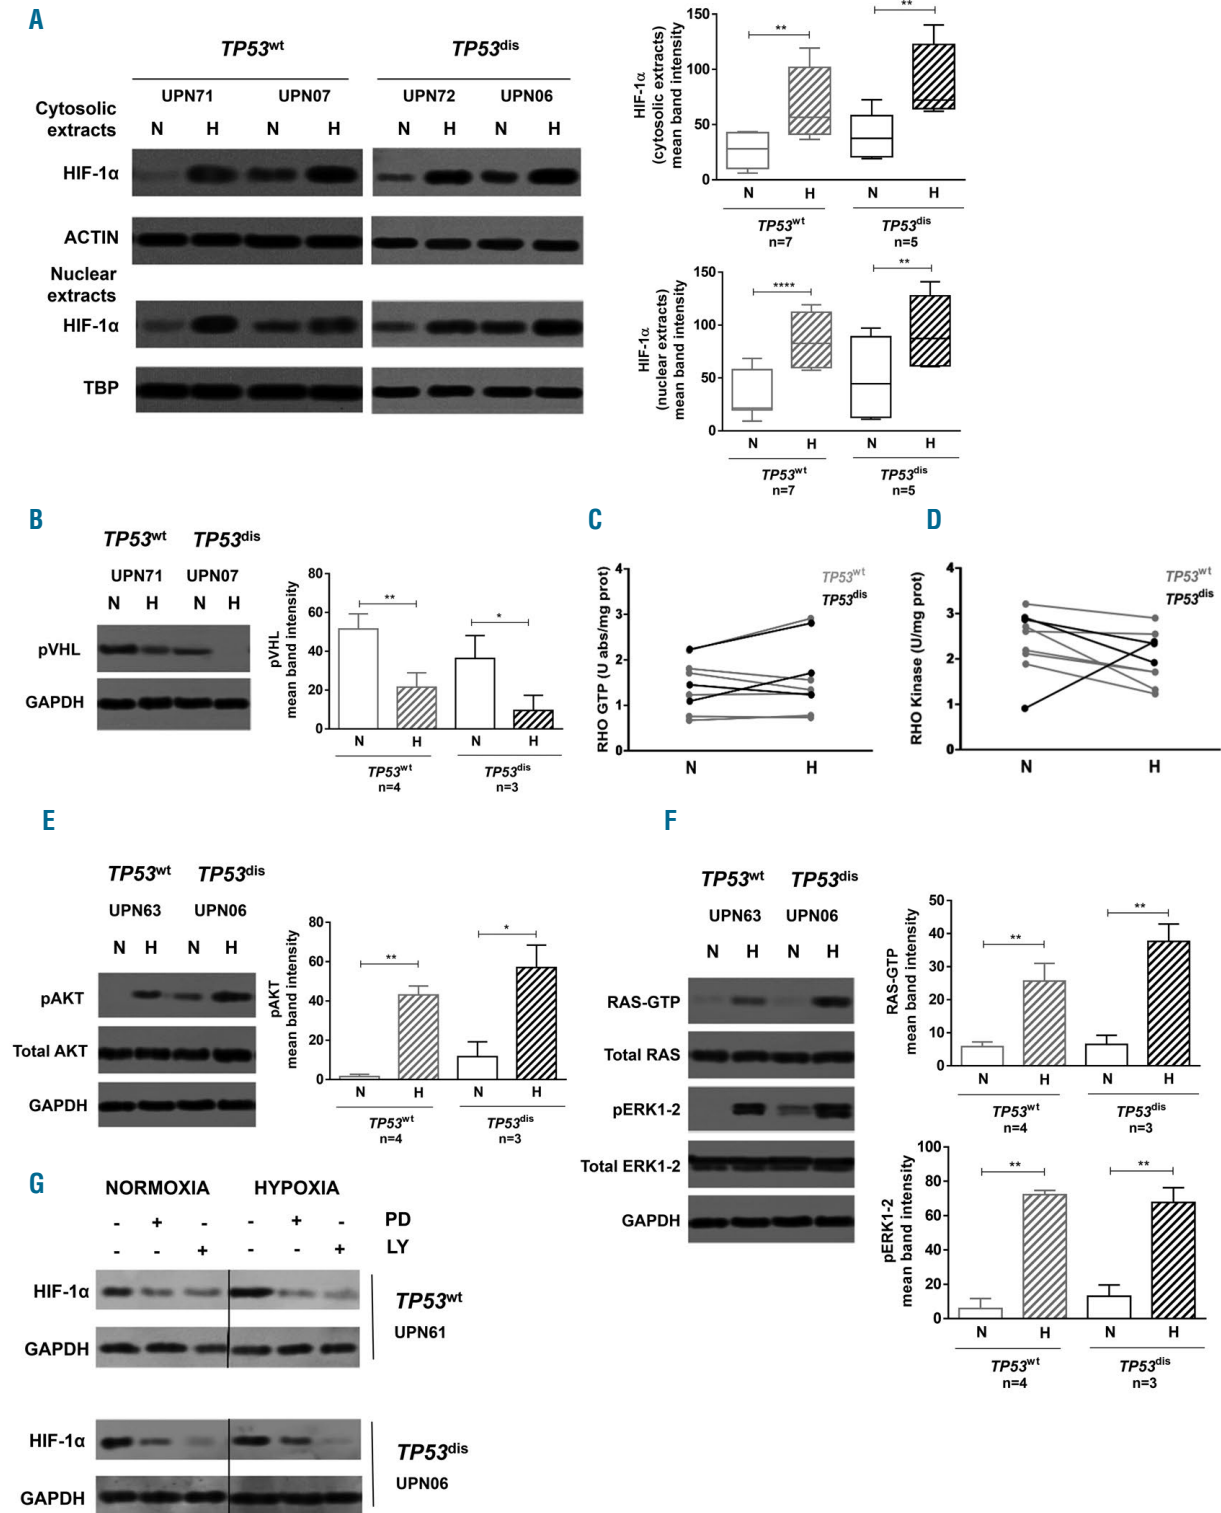 A
TP53wt TP53dis
UPN71 UPN07 UPN72 UPN06
Cytosolic
extracts
N H N H N H N H
HIF-1α
ACTIN
Nuclear
extracts
HIF-1α
TBP
HIF-1α
(cytosolic extracts)
mean band intensity
150
100
50
0
** **
N H N H
TP53wt TP53dis
n=7 n=5
HIF-1α
(nuclear extracts)
mean band intensity
150
100
50
0
**** **
N H N H
TP53wt TP53dis
n=7 n=5
B
TP53wt TP53dis
UPN71 UPN07
N H N H
pVHL
GAPDH
pVHL
mean band intensity
80
60
40
20
0
** *
N H N H
TP53wt TP53dis
n=4 n=3
C
RHO GTP (U abs/mg prot)
4
3
2
1
0
TP53wt
TP53dis
N H
D
RHO Kinase (U/mg prot)
4
3
2
1
0
TP53wt
TP53dis
N H
E
TP53wt TP53dis
UPN63 UPN06
N H N H
pAKT
Total AKT
GAPDH
pAKT
mean band intensity
80
60
40
20
0
** *
N H N H
TP53wt TP53dis
n=4 n=3
F
TP53wt TP53dis
UPN63 UPN06
N H N H
RAS-GTP
Total RAS
pERK1-2
Total ERK1-2
GAPDH
RAS-GTP
mean band intensity
50
40
30
20
10
0
** **
N H N H
TP53wt TP53dis
n=4 n=3
pERK1-2
mean band intensity
100
80
60
40
20
0
** **
N H N H
TP53wt TP53dis
n=4 n=3
G
NORMOXIA HYPOXIA
- + - - + - PD
- - + - - + LY
HIF-1α
GAPDH
TP53wt
UPN61
HIF-1α
GAPDH
TP53dis
UPN06